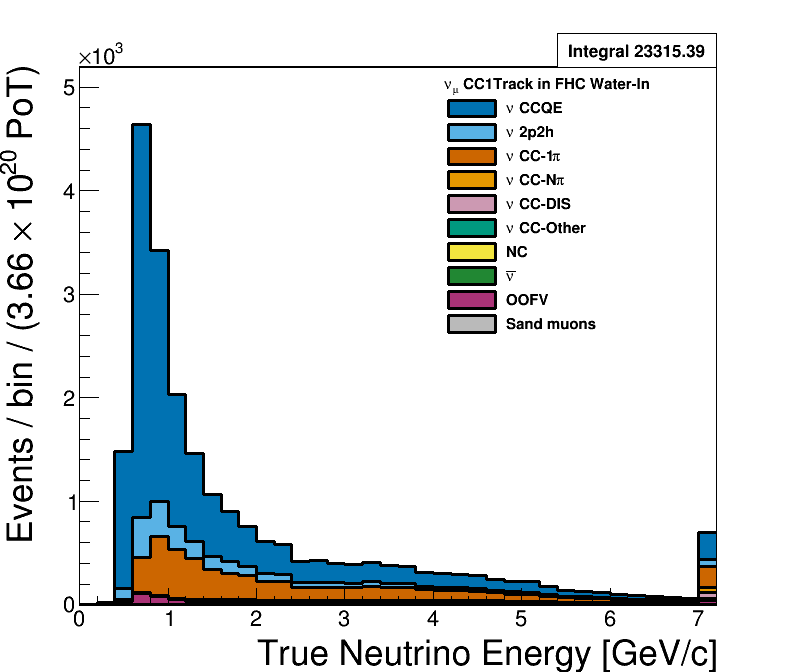 ×10³
Integral 23315.39
ν_μ CC1Track in FHC Water-In
ν CCQE
ν 2p2h
ν CC-1π
ν CC-Nπ
ν CC-DIS
ν CC-Other
NC
ν̅
OOFV
Sand muons
5
4
3
2
1
0
Events / bin / (3.66 × 10²⁰ PoT)
0 1 2 3 4 5 6 7
True Neutrino Energy [GeV/c]